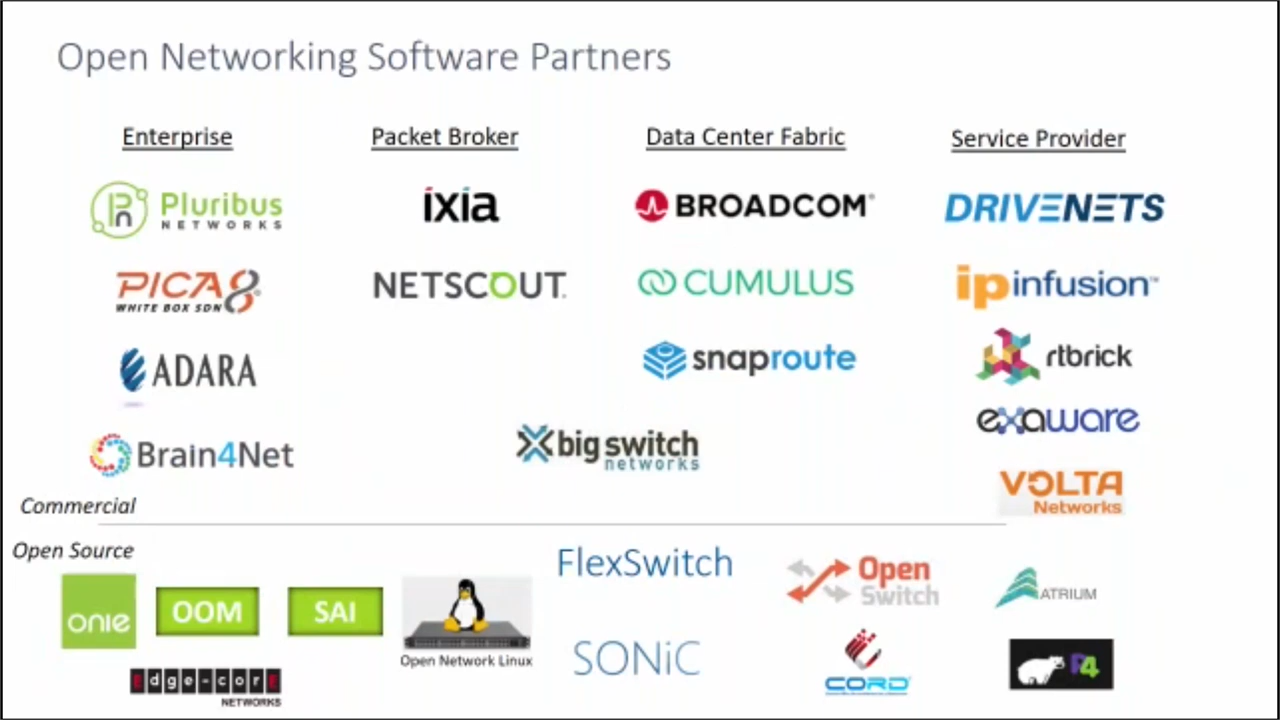 Open Networking Software Partners
Enterprise
Packet Broker
Data Center Fabric
Service Provider
Pluribus
NETWORKS
ixia
BROADCOM®
DRIVENETS
PICA8
WHITE BOX SDN
NETSCOUT.
CUMULUS
ip infusion™
ADARA
snaproute
rtbrick
exaware
Brain4Net
big switch
networks
VOLTA
Networks
Commercial
Open Source
onie
OOM
SAI
Open Network Linux
FlexSwitch
Open
Switch
ATRIUM
SONiC
CORD
P4
Edge-corE
NETWORKS